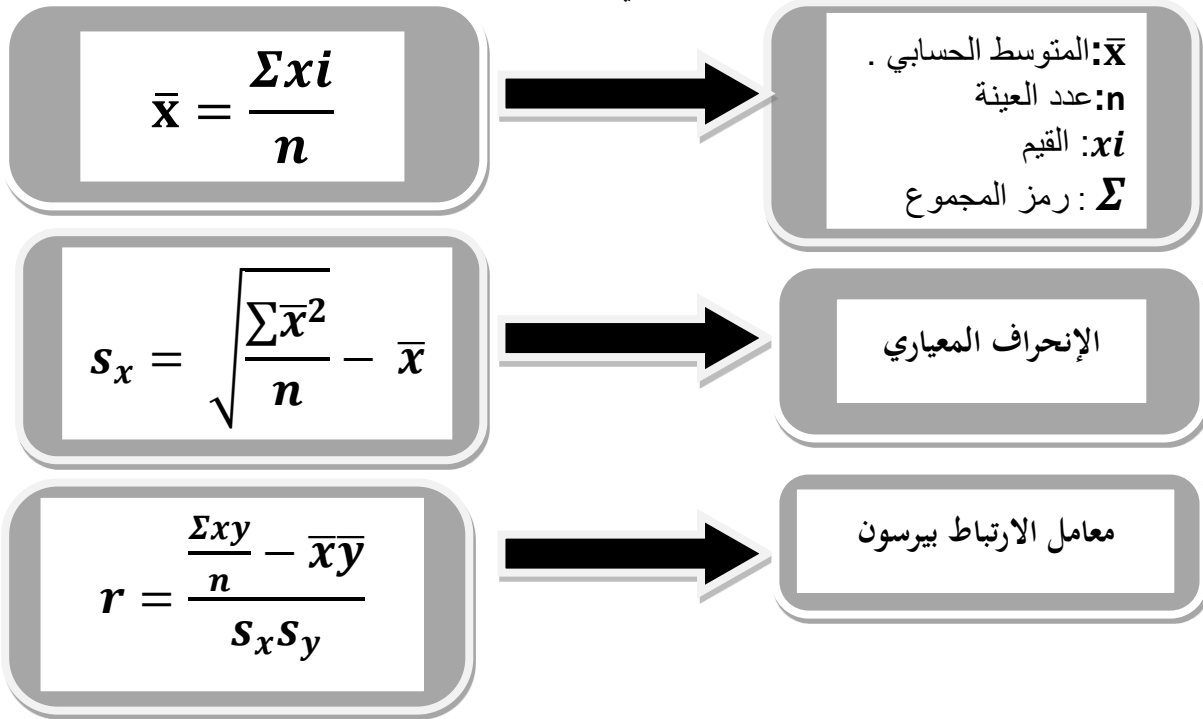 x̄ = Σxi / n
x̄:المتوسط الحسابي .
n:عدد العينة
xi: القيم
Σ : رمز المجموع
s_x = √(∑x̄² / n) − x̄
الإنحراف المعياري
r = (Σxy / n − x̄ȳ) / s_x s_y
معامل الارتباط بيرسون